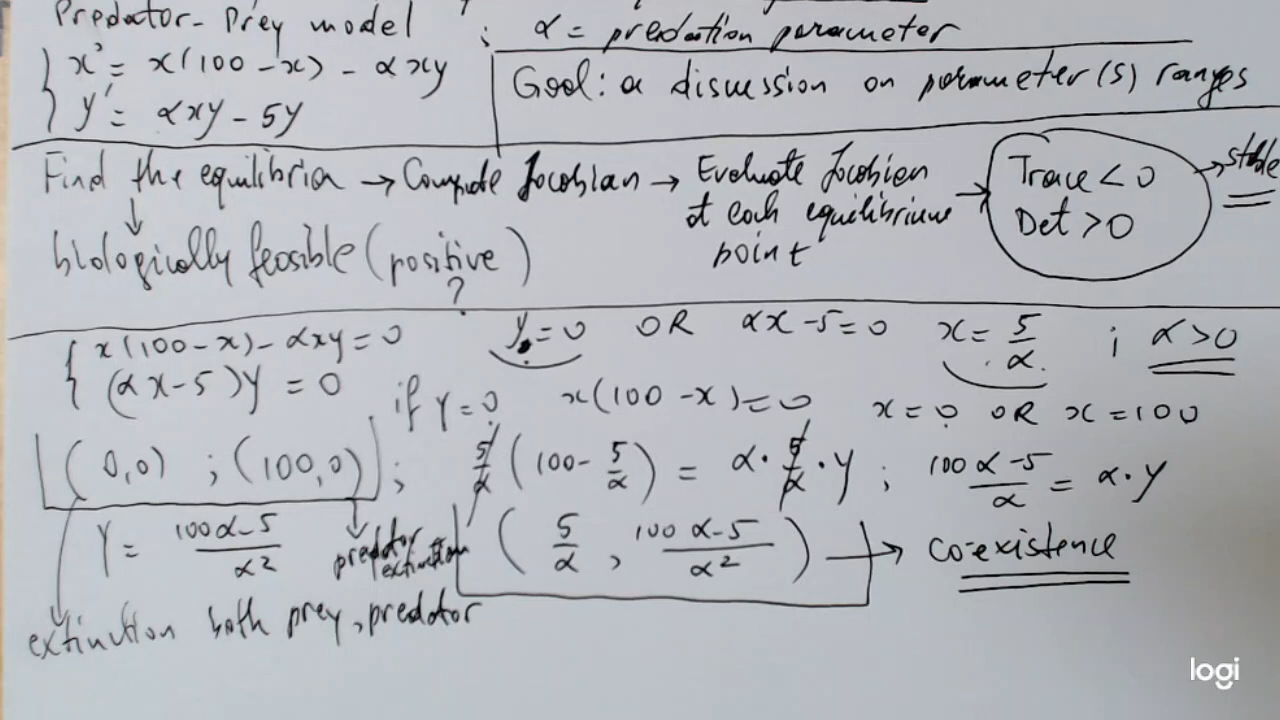 Predator-Prey model ; α = predation parameter
x' = x(100-x) - αxy
y' = αxy - 5y
Goal: a discussion on parameter(s) ranges
Find the equilibria → Compute Jacobian → Evaluate Jacobian at each equilibrium point → Trace < 0 Det > 0 → stable
biologically feasible (positive)
?
x(100-x) - αxy = 0
(αx-5)y = 0
y = 0 OR αx-5=0 x = 5/α ; α>0
if y=0 x(100-x)=0 x=0 OR x=100
(0,0) ; (100,0) ; 5/α (100 - 5/α) = α · 5/α · y ; (100α-5)/α = α·y
y = (100α-5)/α²
predator extinction
(5/α, (100α-5)/α²) → co-existence
extinction both prey, predator
logi